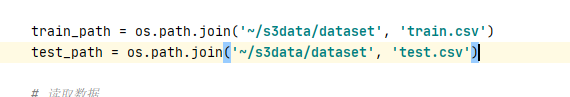 train_path = os.path.join('~/s3data/dataset', 'train.csv')
test_path = os.path.join('~/s3data/dataset', 'test.csv')
# 读取数据